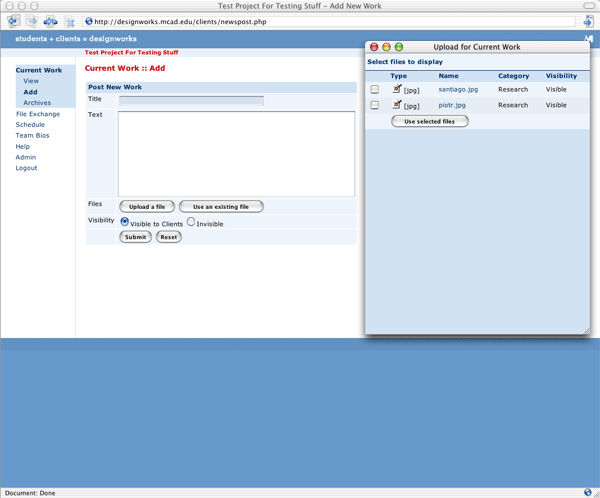 Test Project For Testing Stuff - Add New Work
http://designworks.mcad.edu/clients/newspost.php
students + clients = designworks
Test Project For Testing Stuff
Current Work
View
Add
Archives
File Exchange
Schedule
Team Bios
Help
Admin
Logout
Current Work :: Add
Post New Work
Title
Text
Files Upload a file Use an existing file
Visibility Visible to Clients Invisible
Submit Reset
Upload for Current Work
Select files to display
Type Name Category Visibility
[jpg] santiago.jpg Research Visible
[jpg] piotr.jpg Research Visible
Use selected files
Document: Done